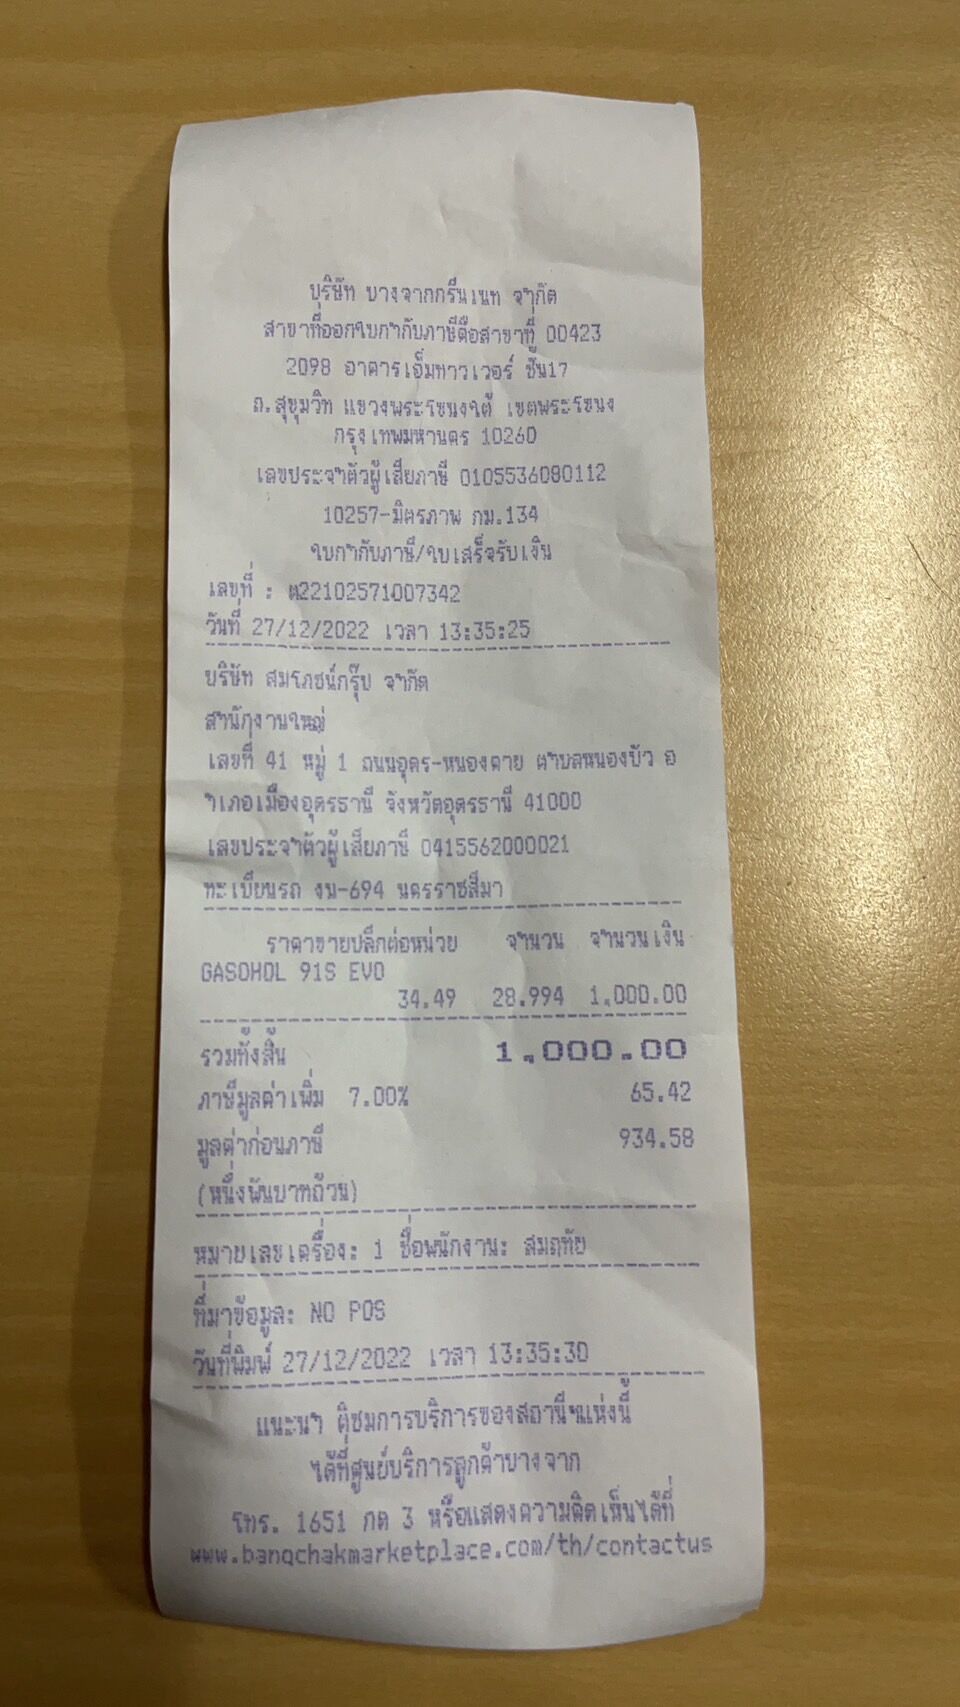 บริษัท บางจากกรีนเนท จำกัด
สาขาที่ออกใบกำกับภาษีคือสาขาที่ 00423
2098 อาคารเอ็มทาวเวอร์ ชั้น17
ถ.สุขุมวิท แขวงพระโขนงใต้ เขตพระโขนง
กรุงเทพมหานคร 10260
เลขประจำตัวผู้เสียภาษี 0105536080112
10257-มิตรภาพ กม.134
ใบกำกับภาษี/ใบเสร็จรับเงิน
เลขที่ : ต22102571007342
วันที่ 27/12/2022 เวลา 13:35:25
บริษัท สมโภชน์กรุ๊ป จำกัด
สำนักงานใหญ่
เลขที่ 41 หมู่ 1 ถนนอุดร-หนองคาย ตำบลหนองบัว อ
ำเภอเมืองอุดรธานี จังหวัดอุดรธานี 41000
เลขประจำตัวผู้เสียภาษี 0415562000021
ทะเบียนรถ งน-694 นครราชสีมา
ราคาขายปลีกต่อหน่วย จำนวน จำนวนเงิน
GASOHOL 91S EVO
34.49 28.994 1,000.00
รวมทั้งสิ้น 1,000.00
ภาษีมูลค่าเพิ่ม 7.00% 65.42
มูลค่าก่อนภาษี 934.58
(หนึ่งพันบาทถ้วน)
หมายเลขเครื่อง: 1 ชื่อพนักงาน: สมฤทัย
ที่มาข้อมูล: NO POS
วันที่พิมพ์ 27/12/2022 เวลา 13:35:30
แนะนำ ติชมการบริการของสถานีฯแห่งนี้
ได้ที่ศูนย์บริการลูกค้าบางจาก
โทร. 1651 กด 3 หรือแสดงความคิดเห็นได้ที่
www.bangchakmarketplace.com/th/contactus